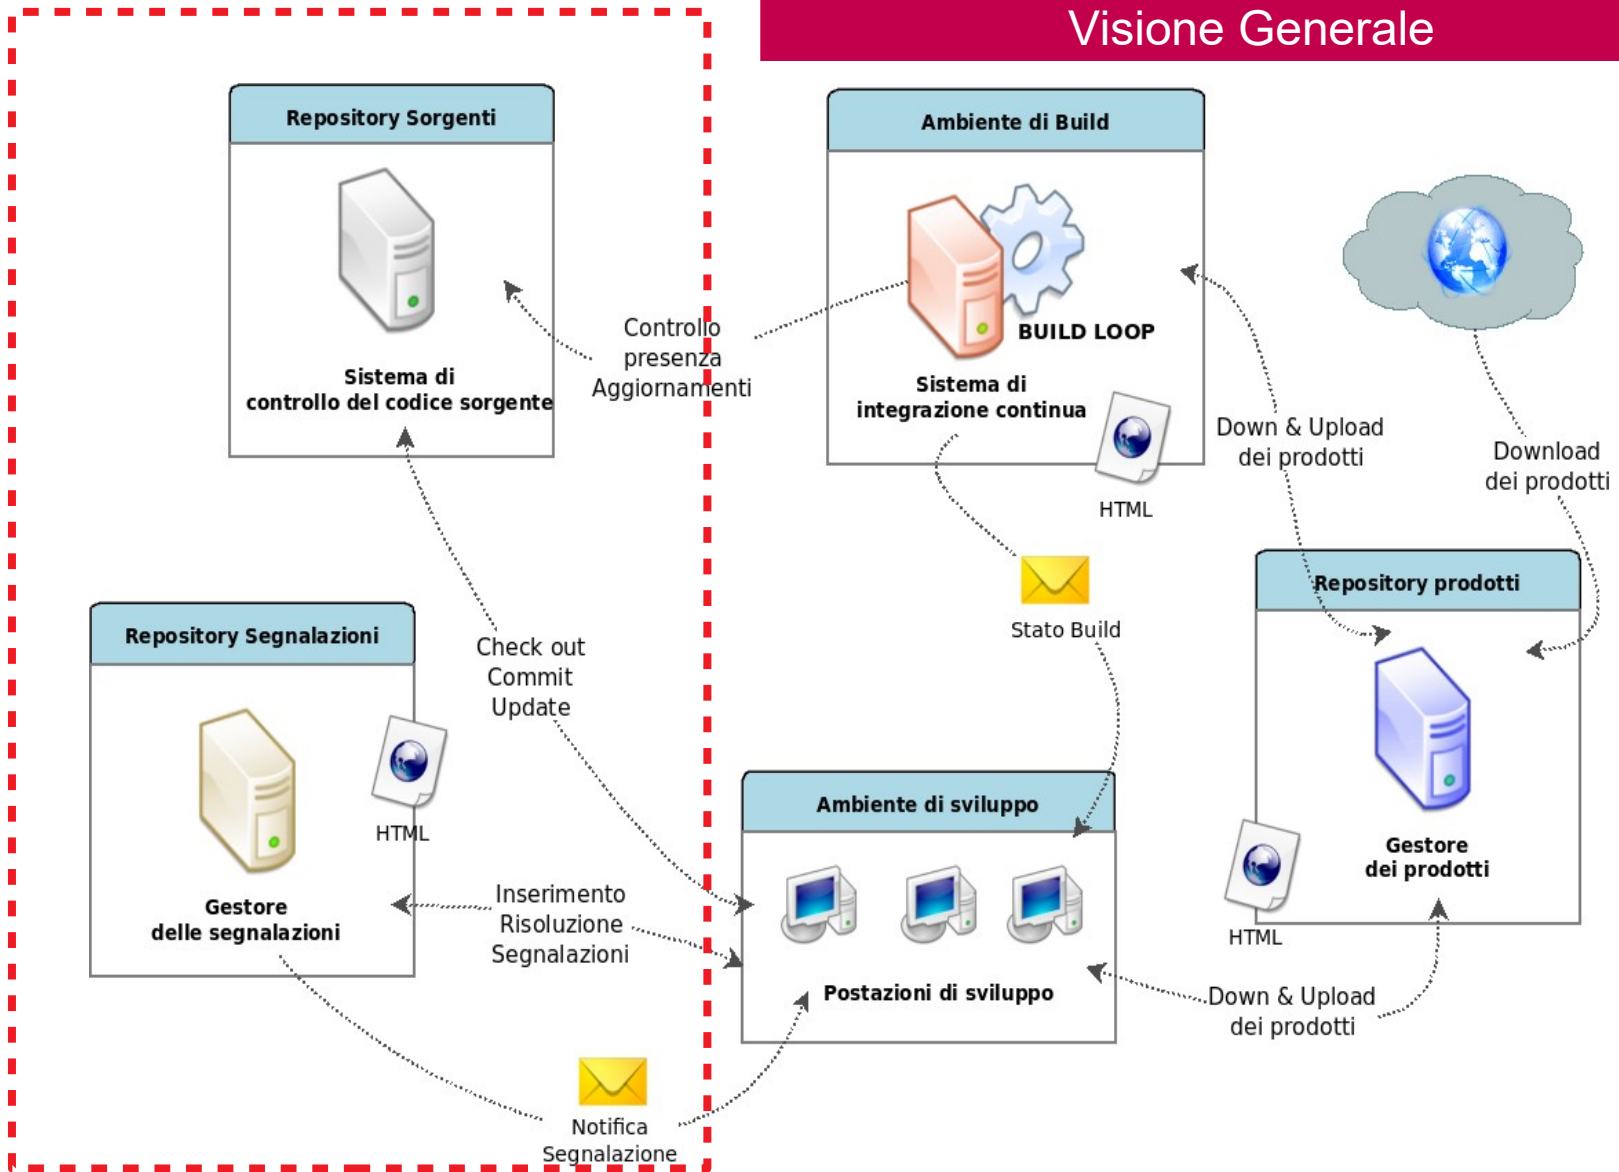 Visione Generale
Repository Sorgenti
Sistema di
controllo del codice sorgente
Controllo
presenza
Aggiornamenti
Ambiente di Build
BUILD LOOP
Sistema di
integrazione continua
HTML
Down & Upload
dei prodotti
Download
dei prodotti
Stato Build
Repository prodotti
Gestore
dei prodotti
HTML
Repository Segnalazioni
HTML
Gestore
delle segnalazioni
Check out
Commit
Update
Inserimento
Risoluzione
Segnalazioni
Ambiente di sviluppo
Postazioni di sviluppo
Down & Upload
dei prodotti
Notifica
Segnalazione